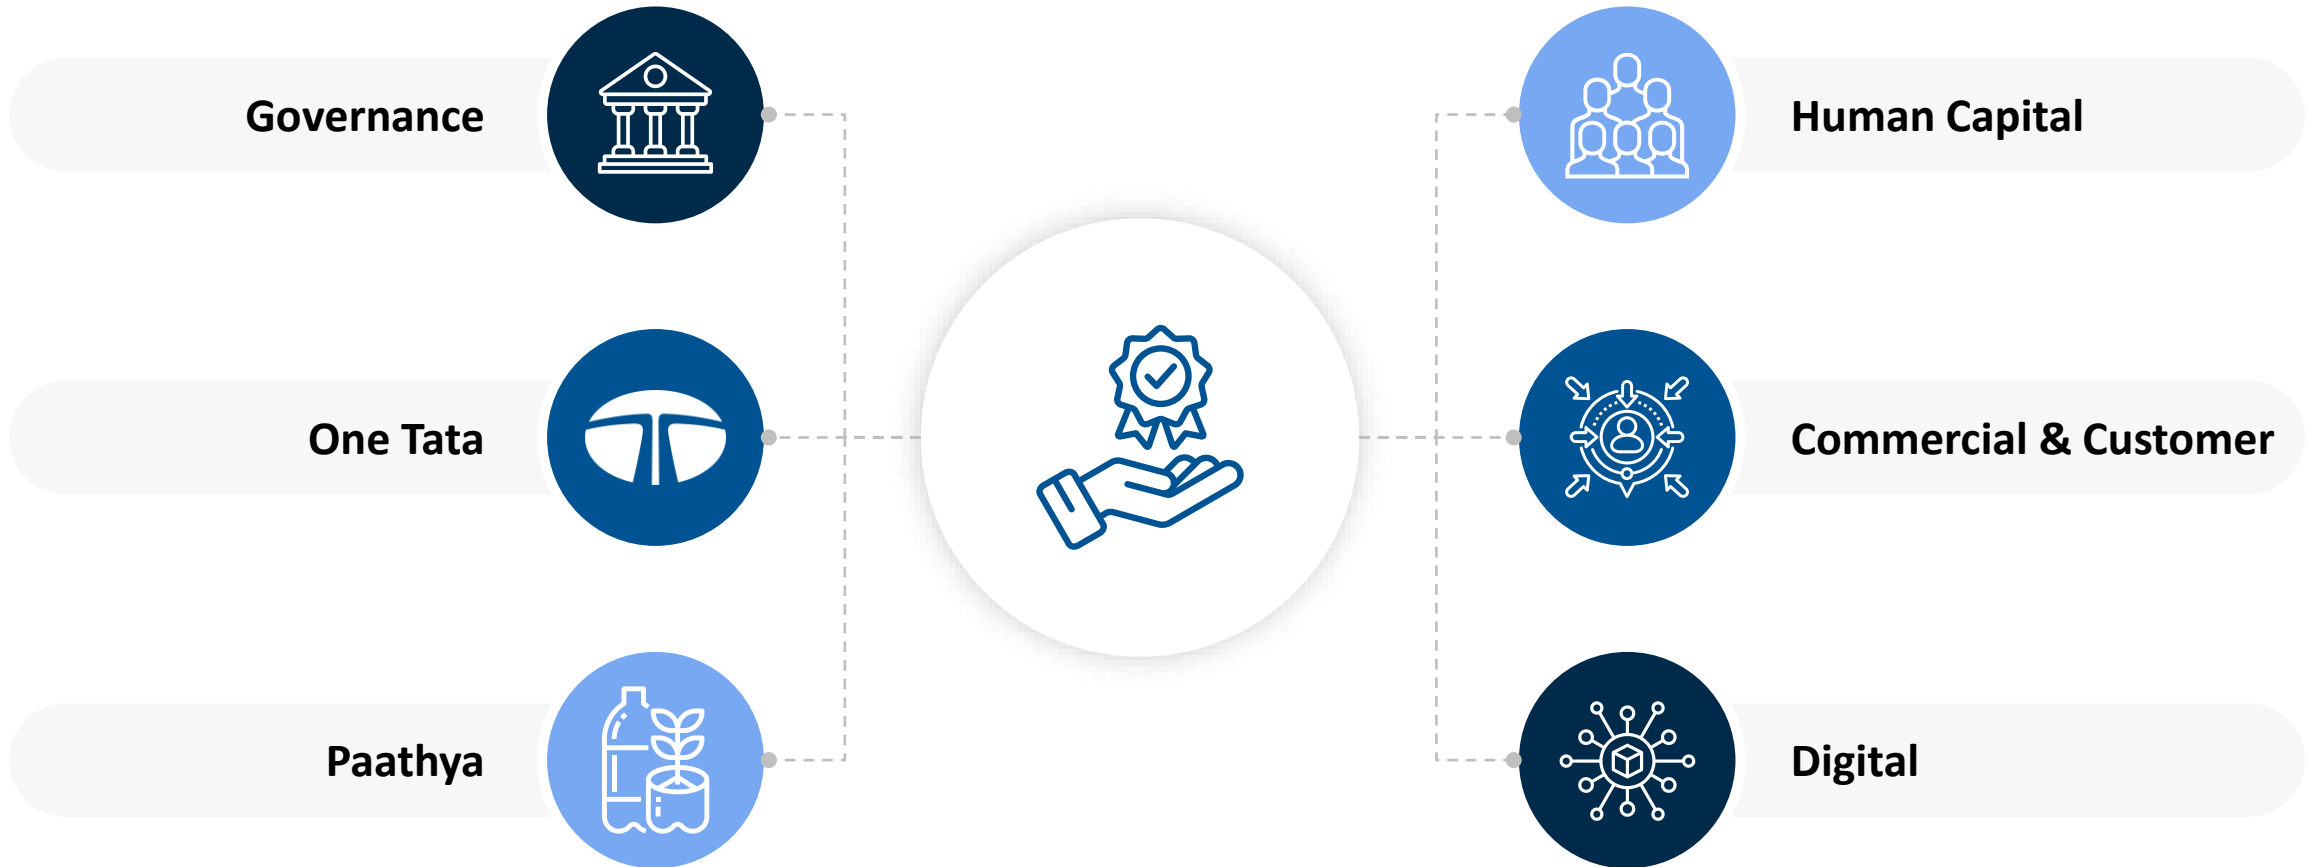 Governance
One Tata
Paathya
Human Capital
Commercial & Customer
Digital